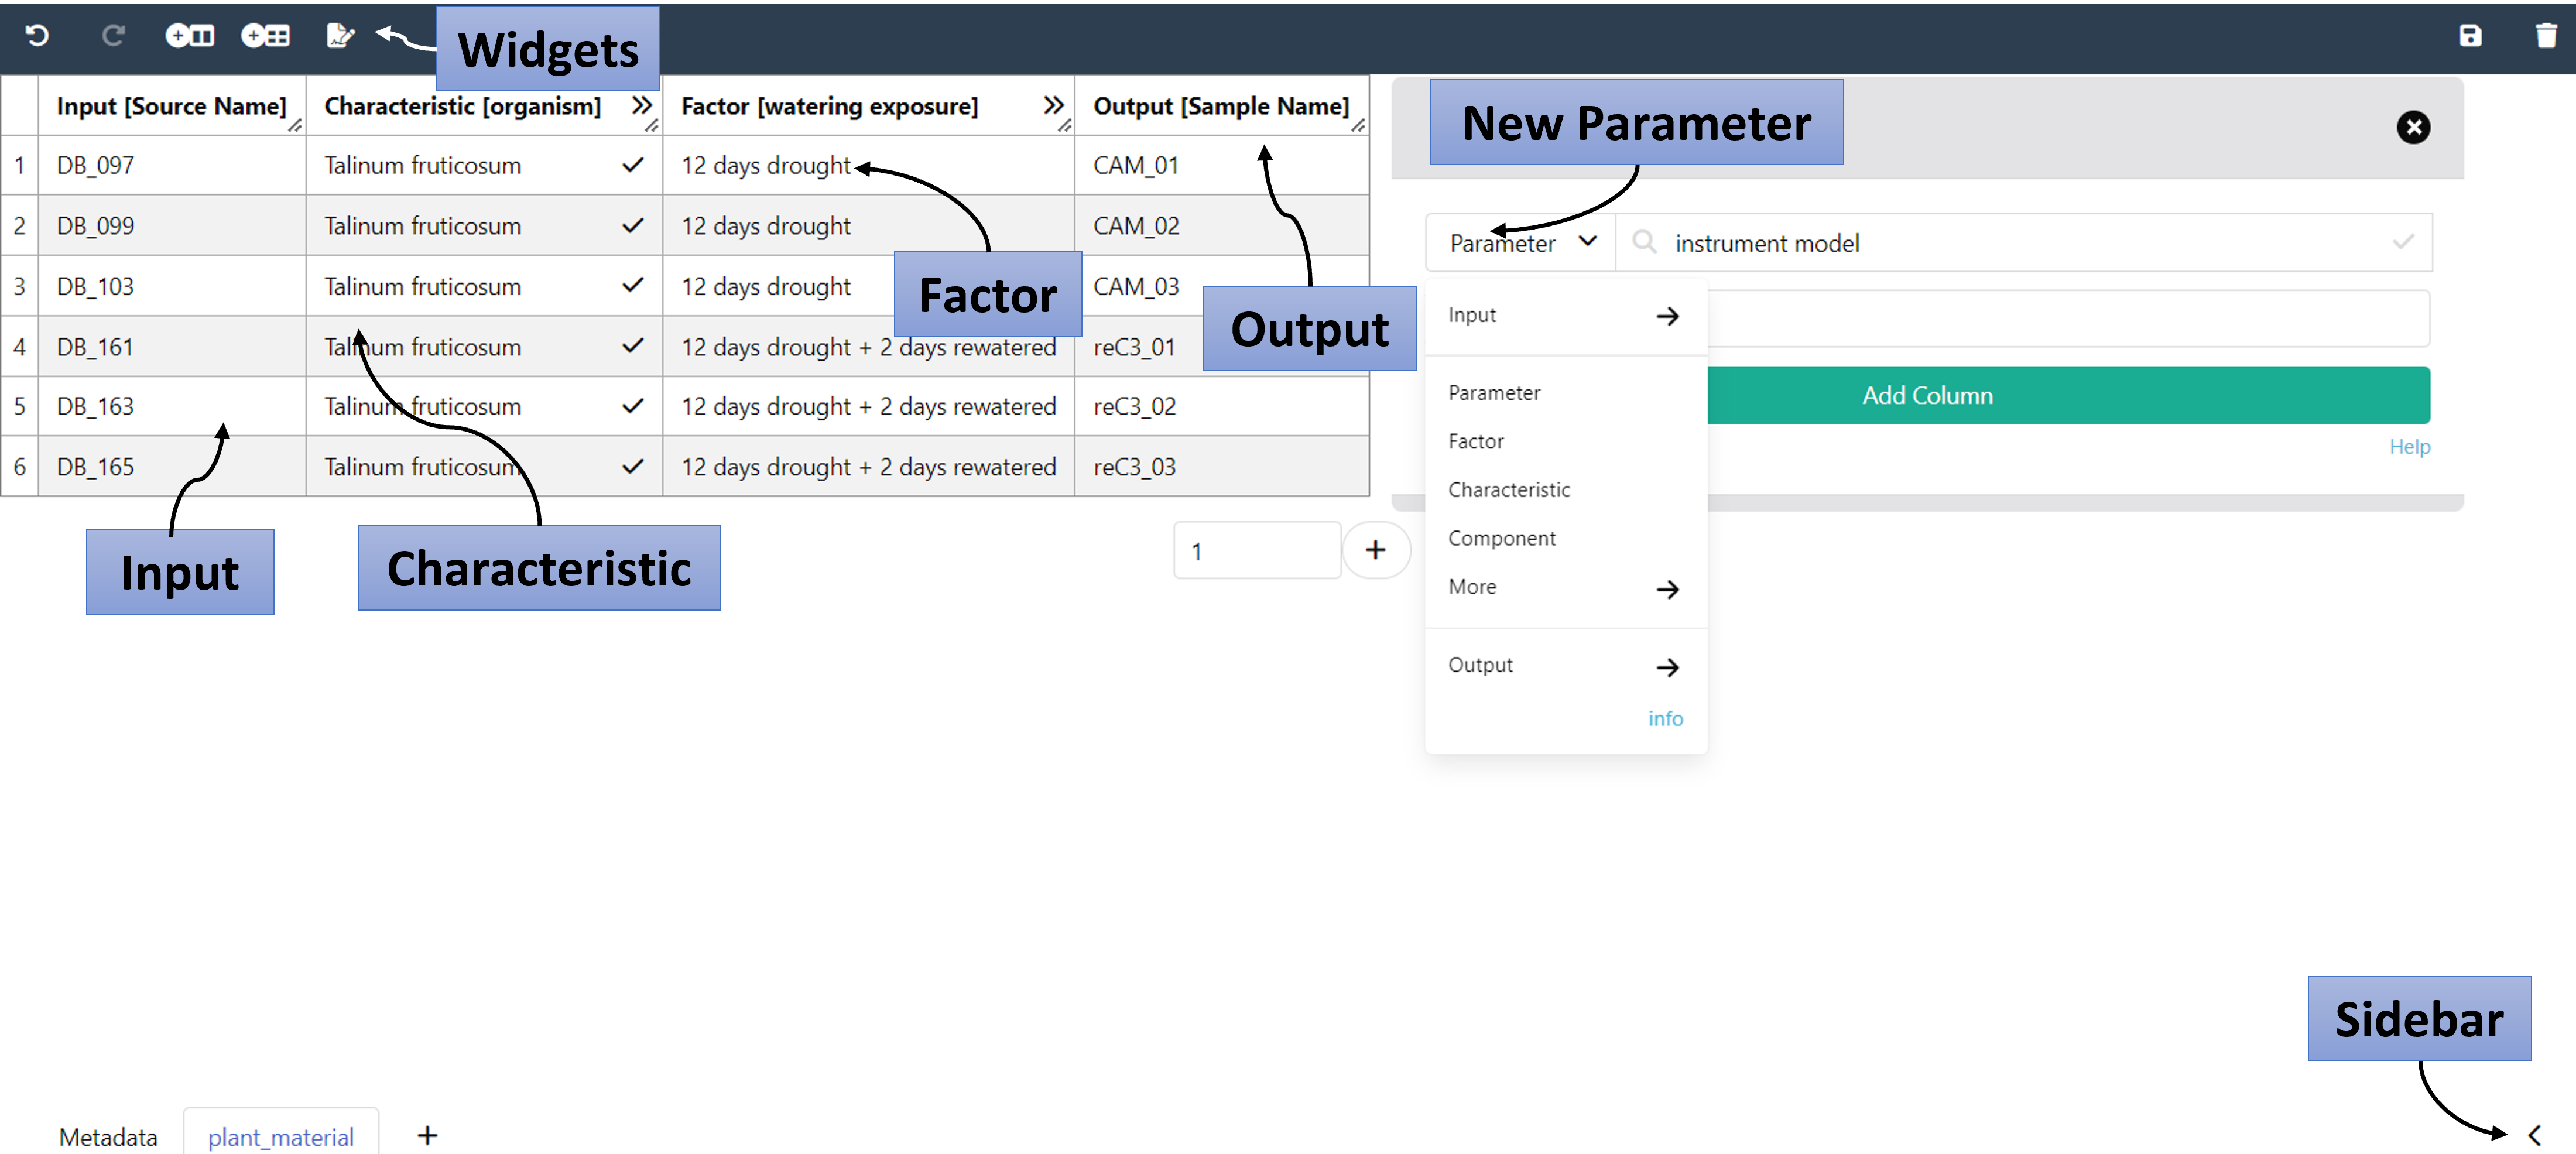 Widgets
Input [Source Name] Characteristic [organism] Factor [watering exposure] Output [Sample Name]
1 DB_097 Talinum fruticosum 12 days drought CAM_01
2 DB_099 Talinum fruticosum 12 days drought CAM_02
3 DB_103 Talinum fruticosum 12 days drought CAM_03
4 DB_161 Talinum fruticosum 12 days drought + 2 days rewatered reC3_01
5 DB_163 Talinum fruticosum 12 days drought + 2 days rewatered reC3_02
6 DB_165 Talinum fruticosum 12 days drought + 2 days rewatered reC3_03
Factor
Output
Input
Characteristic
1 +
New Parameter
Parameter instrument model
Input
Parameter
Factor
Characteristic
Component
More
Output
info
Add Column
Help
Sidebar
Metadata plant_material +